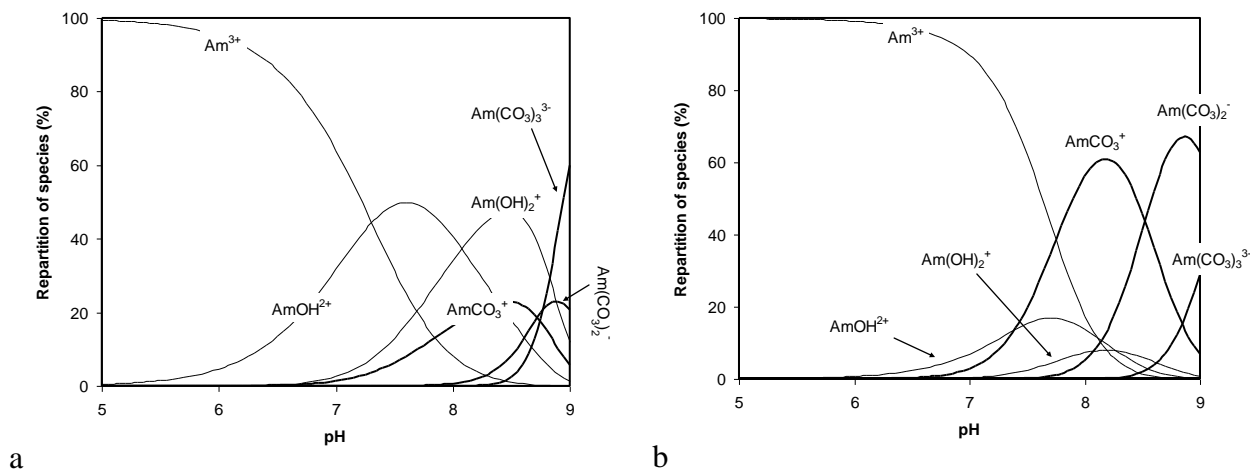 100
80
60
40
20
0
5
6
7
8
9
Repartition of species (%)
pH
Am³⁺
AmOH²⁺
Am(OH)₂⁺
AmCO₃⁺
Am(CO₃)₃³⁻
Am(CO₃)₂⁻
a
100
80
60
40
20
0
5
6
7
8
9
Repartition of species (%)
pH
Am³⁺
AmOH²⁺
Am(OH)₂⁺
AmCO₃⁺
Am(CO₃)₂⁻
Am(CO₃)₃³⁻
b